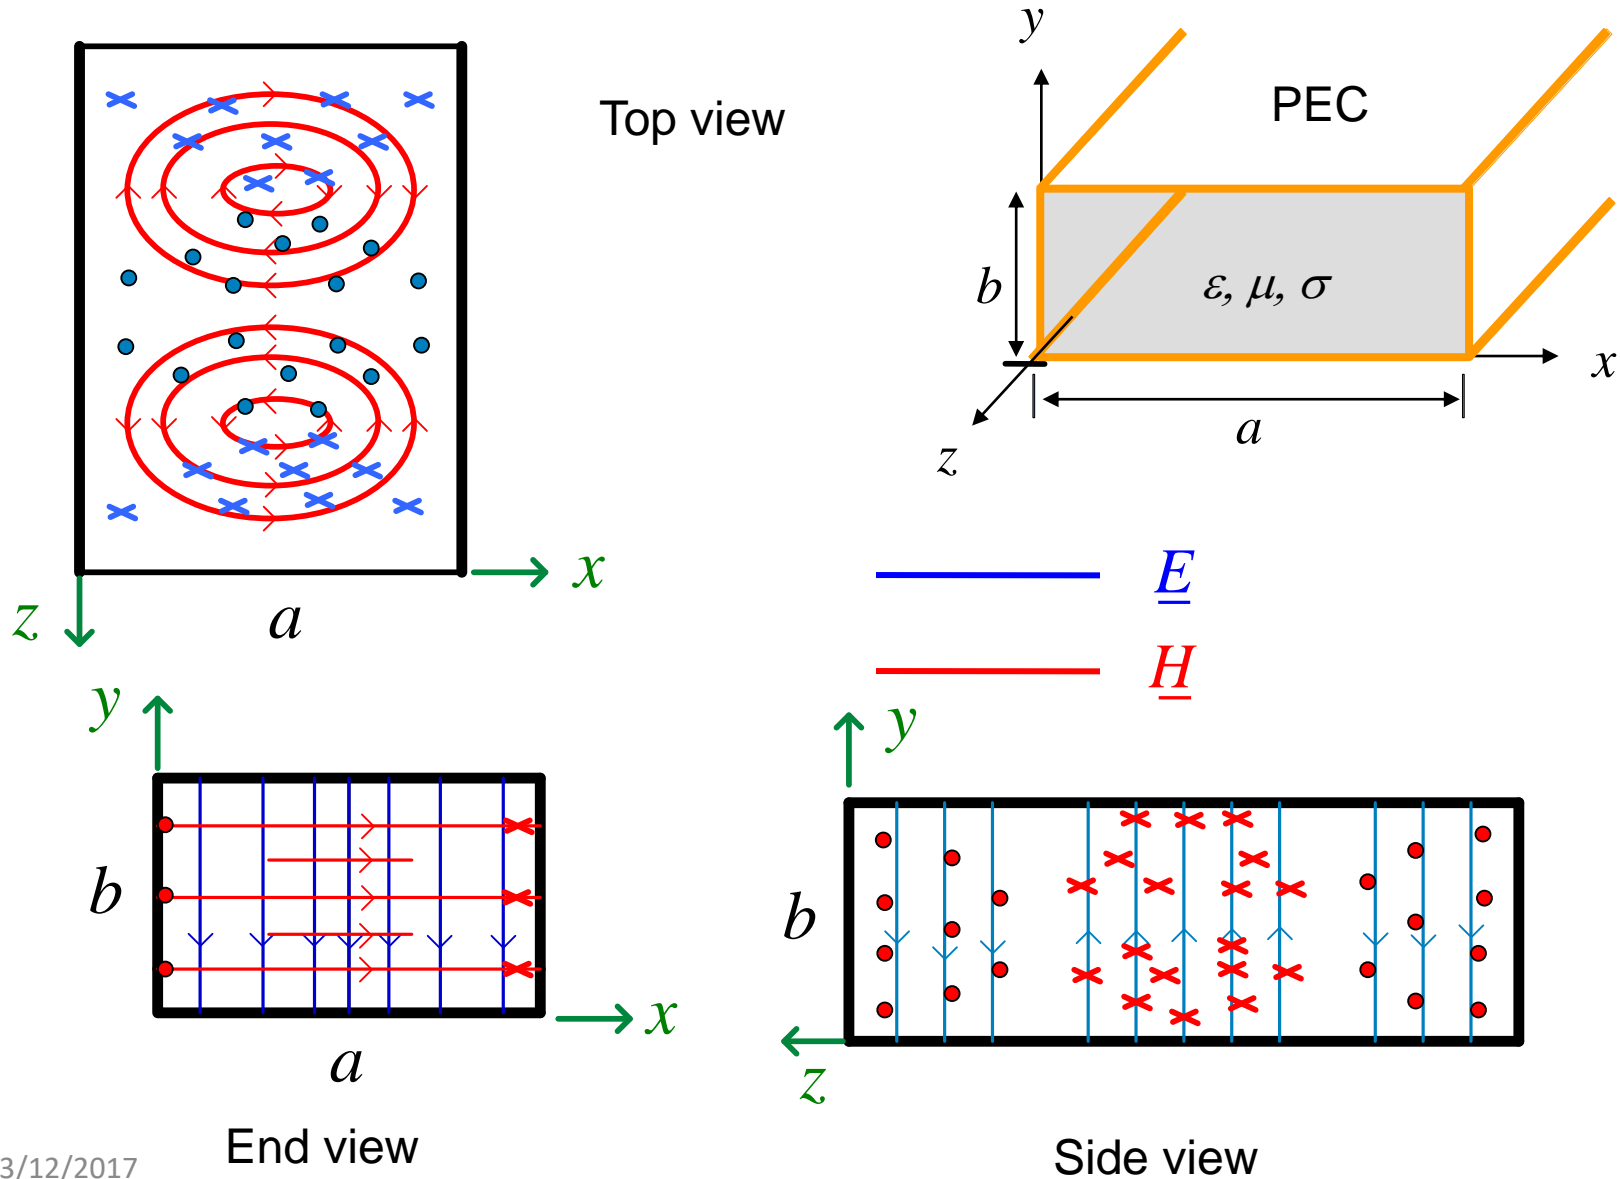 y
PEC
Top view
b
ε, μ, σ
x
a
z
x
z
a
E
H
y
b
x
a
y
b
z
End view
Side view
3/12/2017